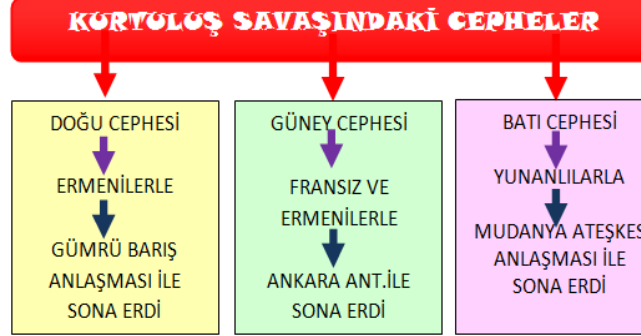 KURTULUŞ SAVAŞINDAKİ CEPHELER
DOĞU CEPHESİ
ERMENİLERLE
GÜMRÜ BARIŞ
ANLAŞMASI İLE
SONA ERDİ
GÜNEY CEPHESİ
FRANSIZ VE
ERMENİLERLE
ANKARA ANT.İLE
SONA ERDİ
BATI CEPHESİ
YUNANLILARLA
MUDANYA ATEŞKES
ANLAŞMASI İLE
SONA ERDİ